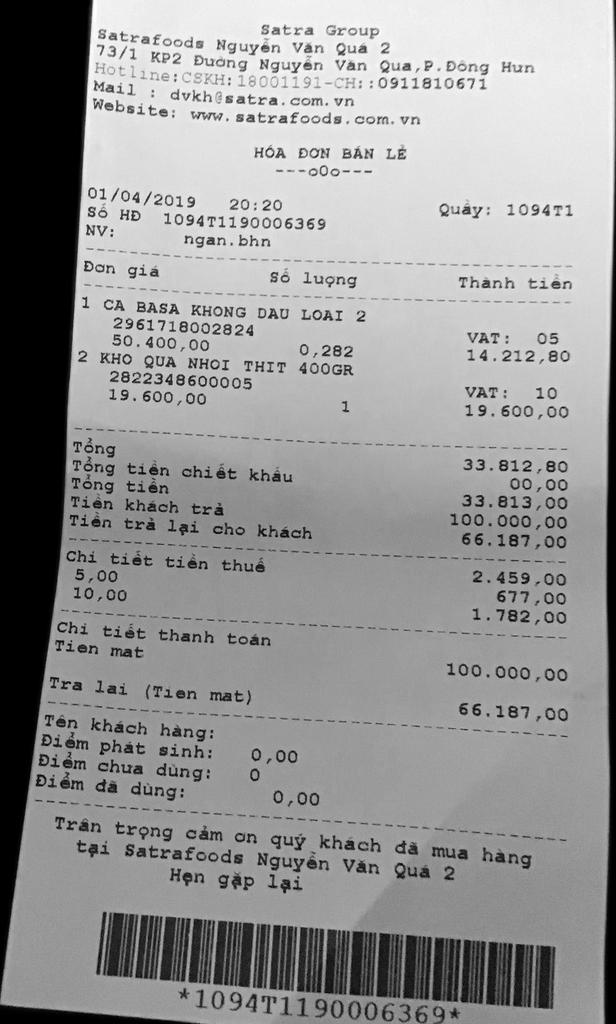 Satra Group
Satrafoods Nguyễn Văn Quá 2
73/1 KP2 Đường Nguyễn Văn Quá,P.Đông Hưn
Hotline:CSKH:18001191-CH::0911810671
Mail : dvkh@satra.com.vn
Website: www.satrafoods.com.vn
HÓA ĐƠN BÁN LẺ
---oOo---
01/04/2019 20:20 Quầy: 1094T1
Số HĐ 1094T1190006369
NV: ngan.bhn
Đơn giá Số lượng Thành tiền
1 CA BASA KHONG DAU LOAI 2
2961718002824 VAT: 05
50.400,00 0,282 14.212,80
2 KHO QUA NHOI THIT 400GR
2822348600005 VAT: 10
19.600,00 1 19.600,00
Tổng 33.812,80
Tổng tiền chiết khấu 00,00
Tổng tiền 33.813,00
Tiền khách trả 100.000,00
Tiền trả lại cho khách 66.187,00
Chi tiết tiền thuế 2.459,00
5,00 677,00
10,00 1.782,00
Chi tiết thanh toán
Tien mat 100.000,00
Tra lai (Tien mat) 66.187,00
Tên khách hàng:
Điểm phát sinh: 0,00
Điểm chưa dùng: 0
Điểm đã dùng: 0,00
Trân trọng cảm ơn quý khách đã mua hàng
tại Satrafoods Nguyễn Văn Quá 2
Hẹn gặp lại
*1094T1190006369*